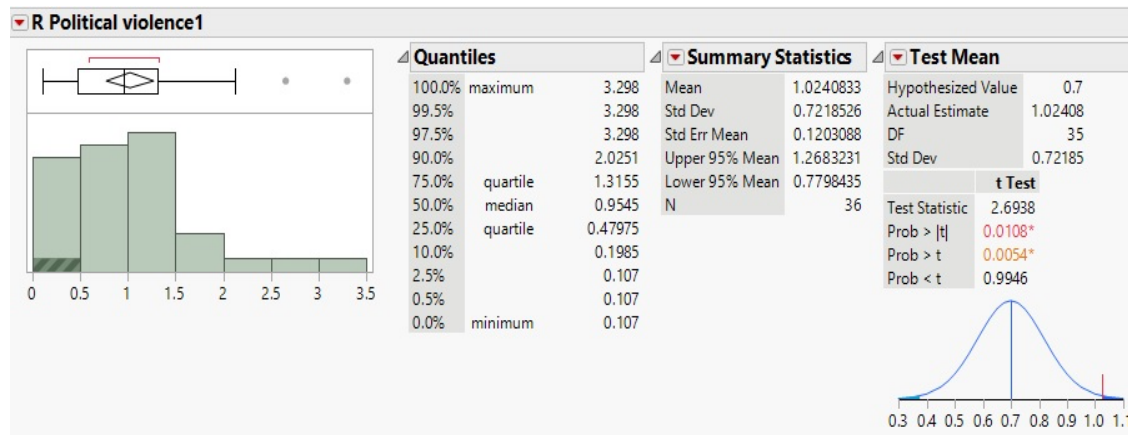 R Political violence1
0 0.5 1 1.5 2 2.5 3 3.5
Quantiles
100.0% maximum 3.298
99.5% 3.298
97.5% 3.298
90.0% 2.0251
75.0% quartile 1.3155
50.0% median 0.9545
25.0% quartile 0.47975
10.0% 0.1985
2.5% 0.107
0.5% 0.107
0.0% minimum 0.107
Summary Statistics
Mean 1.0240833
Std Dev 0.7218526
Std Err Mean 0.1203088
Upper 95% Mean 1.2683231
Lower 95% Mean 0.7798435
N 36
Test Mean
Hypothesized Value 0.7
Actual Estimate 1.02408
DF 35
Std Dev 0.72185
t Test
Test Statistic 2.6938
Prob > |t| 0.0108*
Prob > t 0.0054*
Prob < t 0.9946
0.3 0.4 0.5 0.6 0.7 0.8 0.9 1.0 1.1